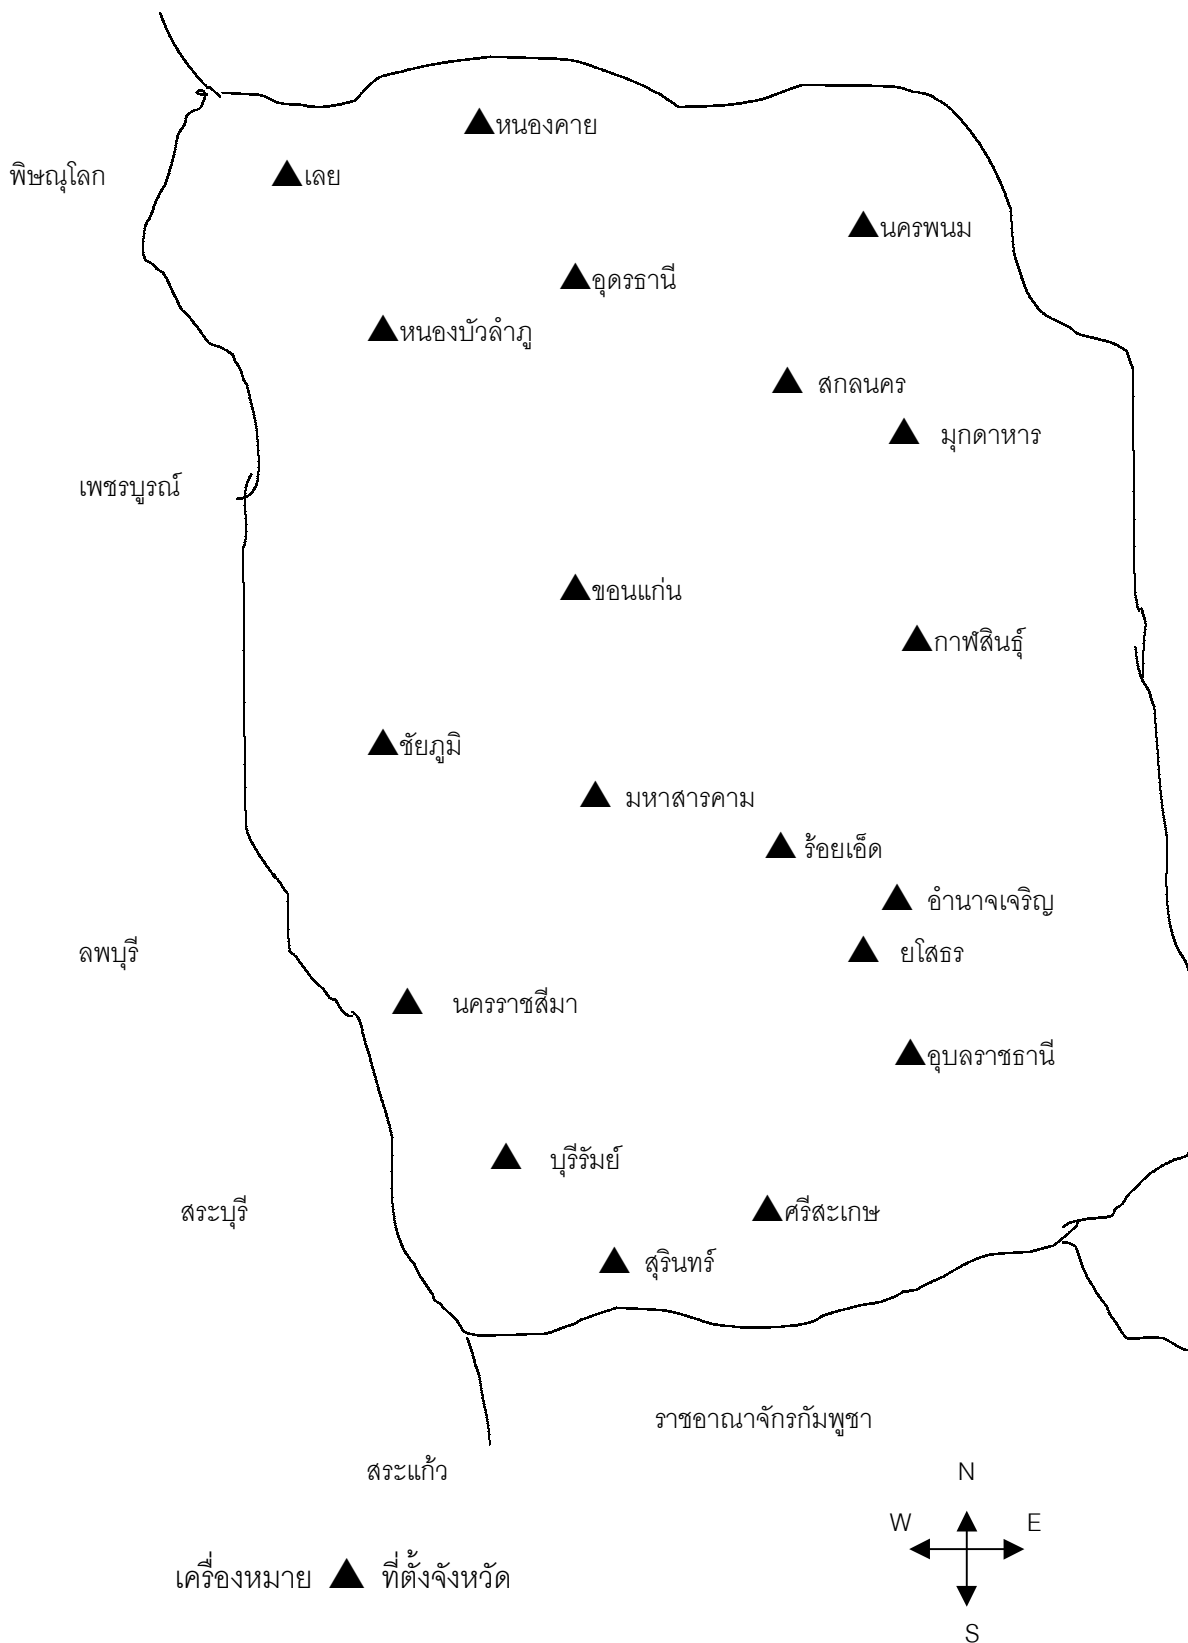 ▲หนองคาย
พิษณุโลก ▲เลย
▲นครพนม
▲อุดรธานี
▲หนองบัวลำภู
▲ สกลนคร
▲ มุกดาหาร
เพชรบูรณ์
▲ขอนแก่น
▲กาฬสินธุ์
▲ชัยภูมิ
▲ มหาสารคาม
▲ ร้อยเอ็ด
▲ อำนาจเจริญ
ลพบุรี ▲ ยโสธร
▲ นครราชสีมา
▲อุบลราชธานี
▲ บุรีรัมย์
สระบุรี ▲ศรีสะเกษ
▲ สุรินทร์
ราชอาณาจักรกัมพูชา
สระแก้ว N
W E
เครื่องหมาย ▲ ที่ตั้งจังหวัด
S